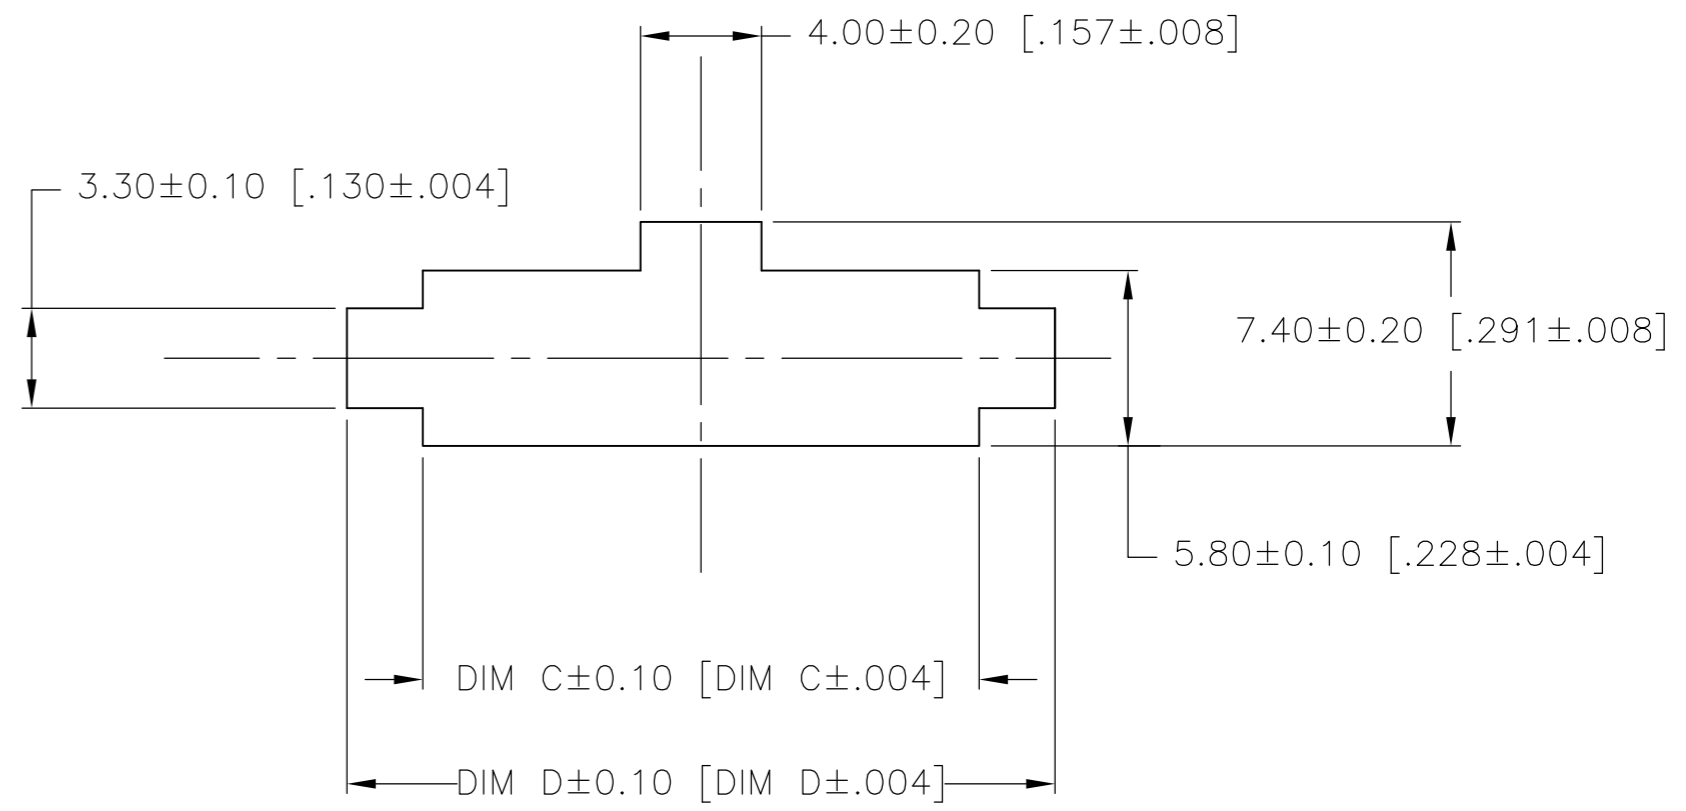 4.00±0.20 [.157±.008]
3.30±0.10 [.130±.004]
7.40±0.20 [.291±.008]
5.80±0.10 [.228±.004]
DIM C±0.10 [DIM C±.004]
DIM D±0.10 [DIM D±.004]